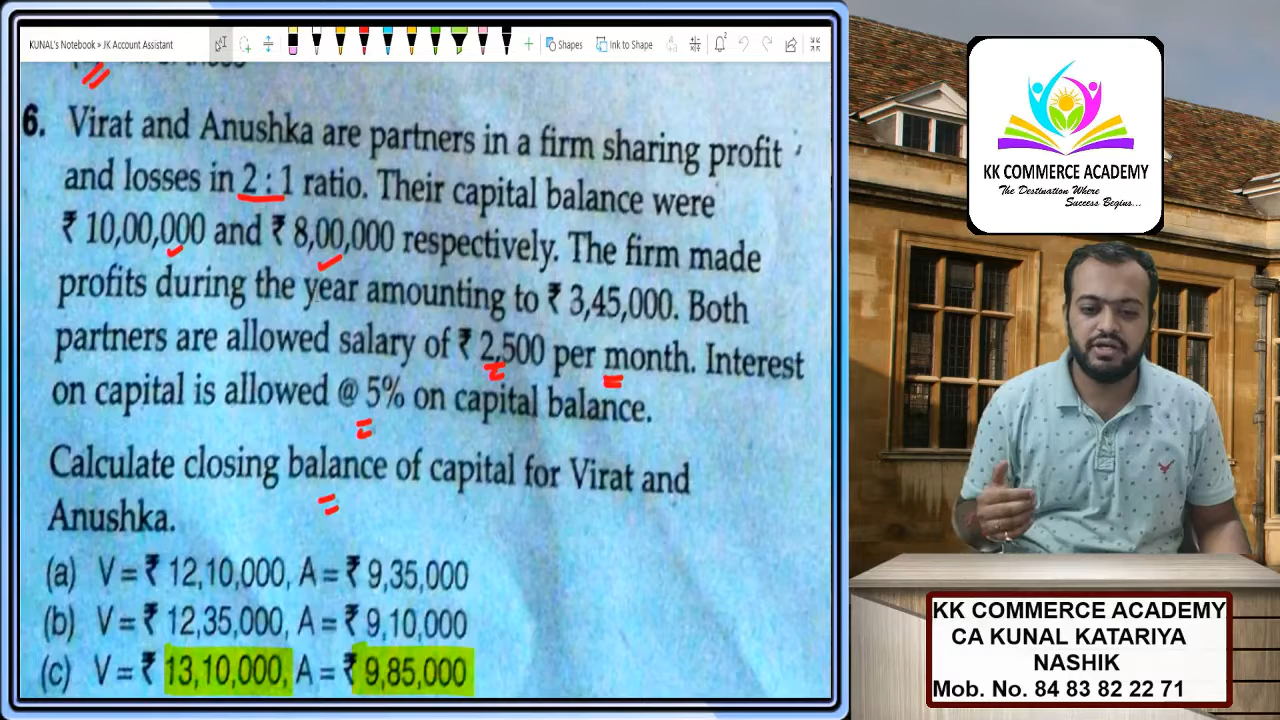 KUNAL's Notebook » JK Account Assistant
Shapes
Ink to Shape
6. Virat and Anushka are partners in a firm sharing profit
and losses in 2 : 1 ratio. Their capital balance were
₹ 10,00,000 and ₹ 8,00,000 respectively. The firm made
profits during the year amounting to ₹ 3,45,000. Both
partners are allowed salary of ₹ 2,500 per month. Interest
on capital is allowed @ 5% on capital balance.
Calculate closing balance of capital for Virat and
Anushka.
(a) V = ₹ 12,10,000, A = ₹ 9,35,000
(b) V = ₹ 12,35,000, A = ₹ 9,10,000
(c) V = ₹ 13,10,000, A = ₹ 9,85,000
KK COMMERCE ACADEMY
The Destination Where
Success Begins...
KK COMMERCE ACADEMY
CA KUNAL KATARIYA
NASHIK
Mob. No. 84 83 82 22 71